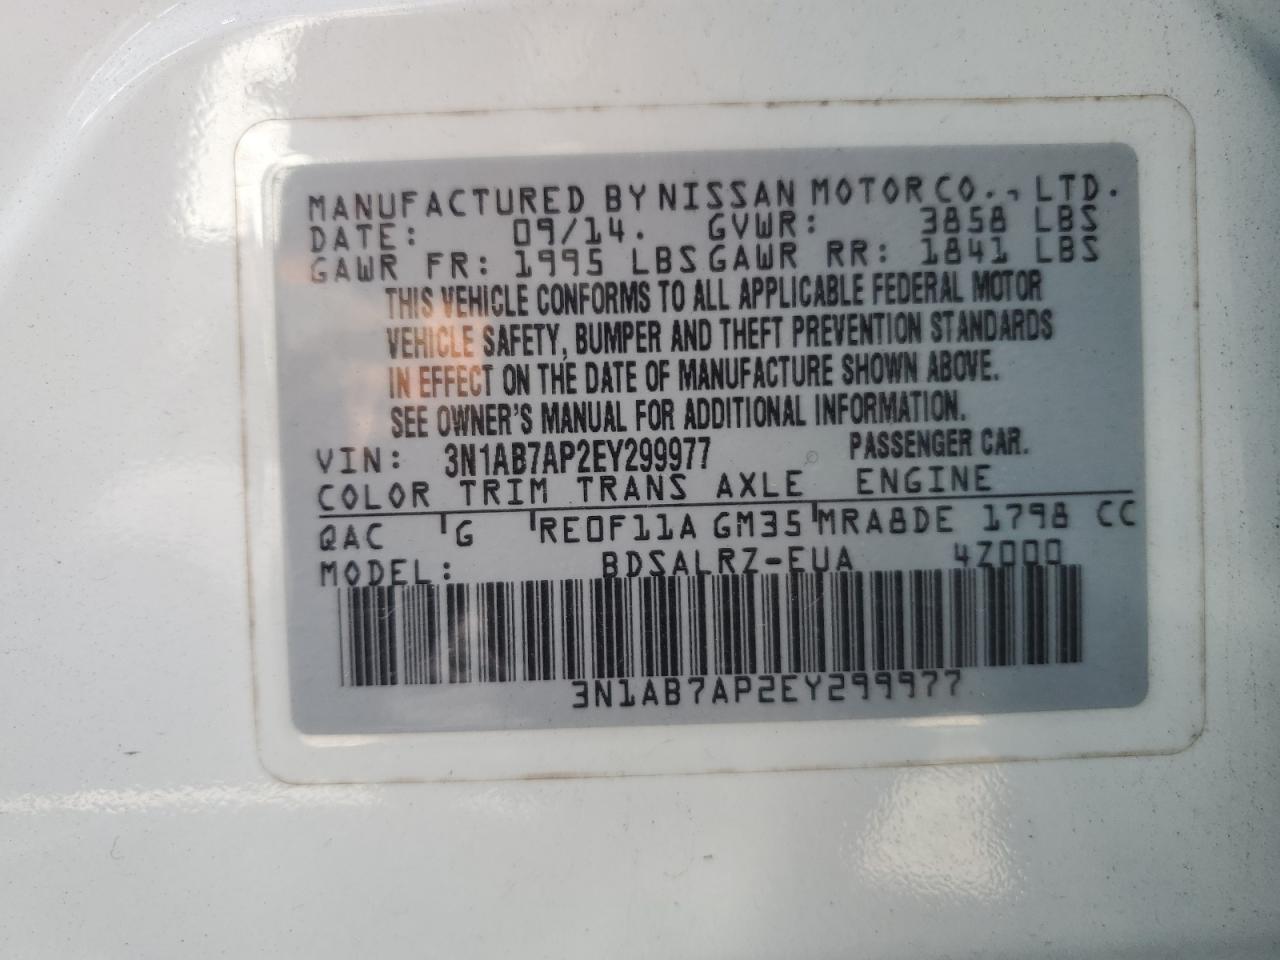 MANUFACTURED BY NISSAN MOTOR CO., LTD.
DATE: 09/14. GVWR: 3858 LBS
GAWR FR: 1995 LBS GAWR RR: 1841 LBS
THIS VEHICLE CONFORMS TO ALL APPLICABLE FEDERAL MOTOR
VEHICLE SAFETY, BUMPER AND THEFT PREVENTION STANDARDS
IN EFFECT ON THE DATE OF MANUFACTURE SHOWN ABOVE.
SEE OWNER'S MANUAL FOR ADDITIONAL INFORMATION.
VIN: 3N1AB7AP2EY299977 PASSENGER CAR.
COLOR TRIM TRANS AXLE ENGINE
QAC G RE0F11A GM35 MRA8DE 1798 CC
MODEL: BDSALRZ-EUA 4Z000
3N1AB7AP2EY299977